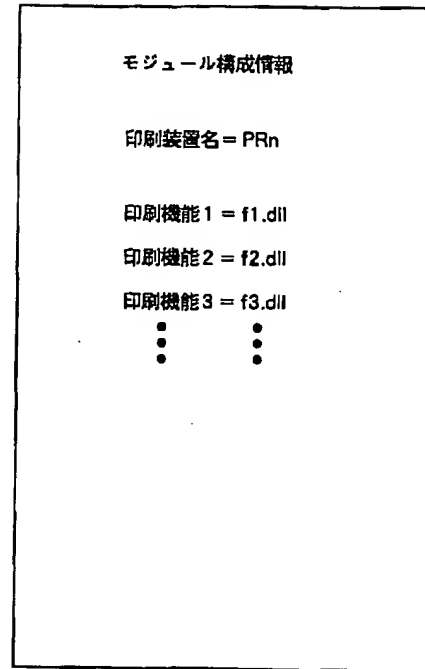 モジュール構成情報
印刷装置名 = PRn
印刷機能1 = f1.dll
印刷機能2 = f2.dll
印刷機能3 = f3.dll